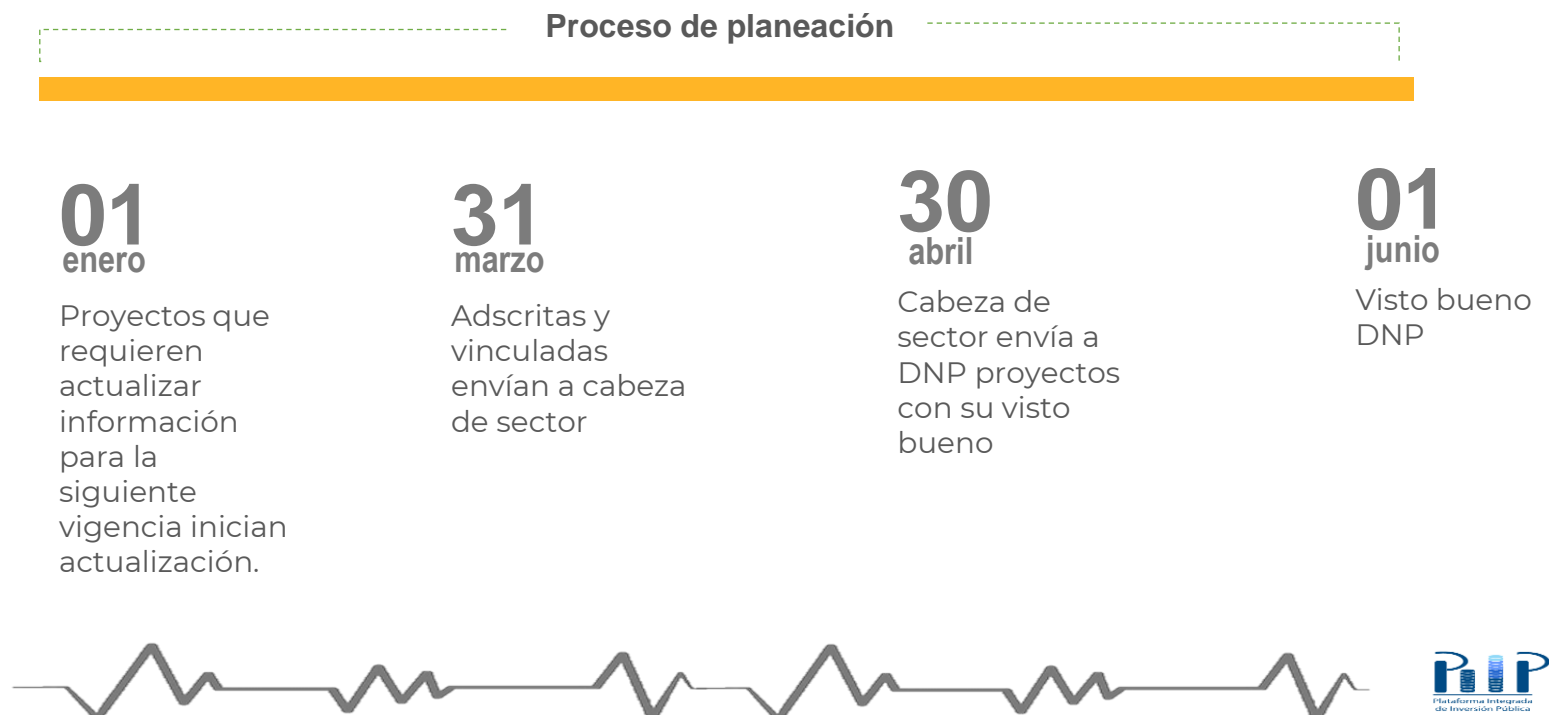 Proceso de planeación
01
enero
Proyectos que
requieren
actualizar
información
para la
siguiente
vigencia inician
actualización.
31
marzo
Adscritas y
vinculadas
envían a cabeza
de sector
30
abril
Cabeza de
sector envía a
DNP proyectos
con su visto
bueno
01
junio
Visto bueno
DNP
PIIP
Plataforma Integrada
de Inversión Pública